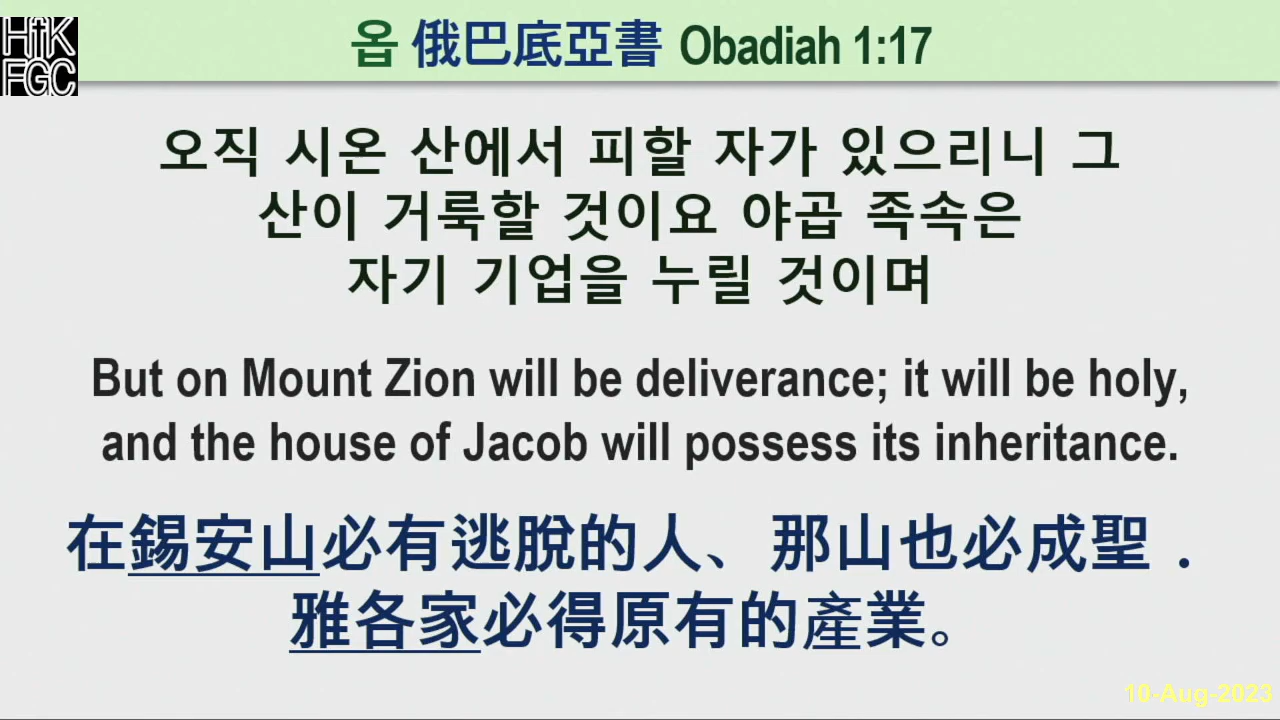 HfK
FGC
옵 俄巴底亞書 Obadiah 1:17
오직 시온 산에서 피할 자가 있으리니 그
산이 거룩할 것이요 야곱 족속은
자기 기업을 누릴 것이며
But on Mount Zion will be deliverance; it will be holy,
and the house of Jacob will possess its inheritance.
在錫安山必有逃脫的人、那山也必成聖．
雅各家必得原有的產業。
10-Aug-2023